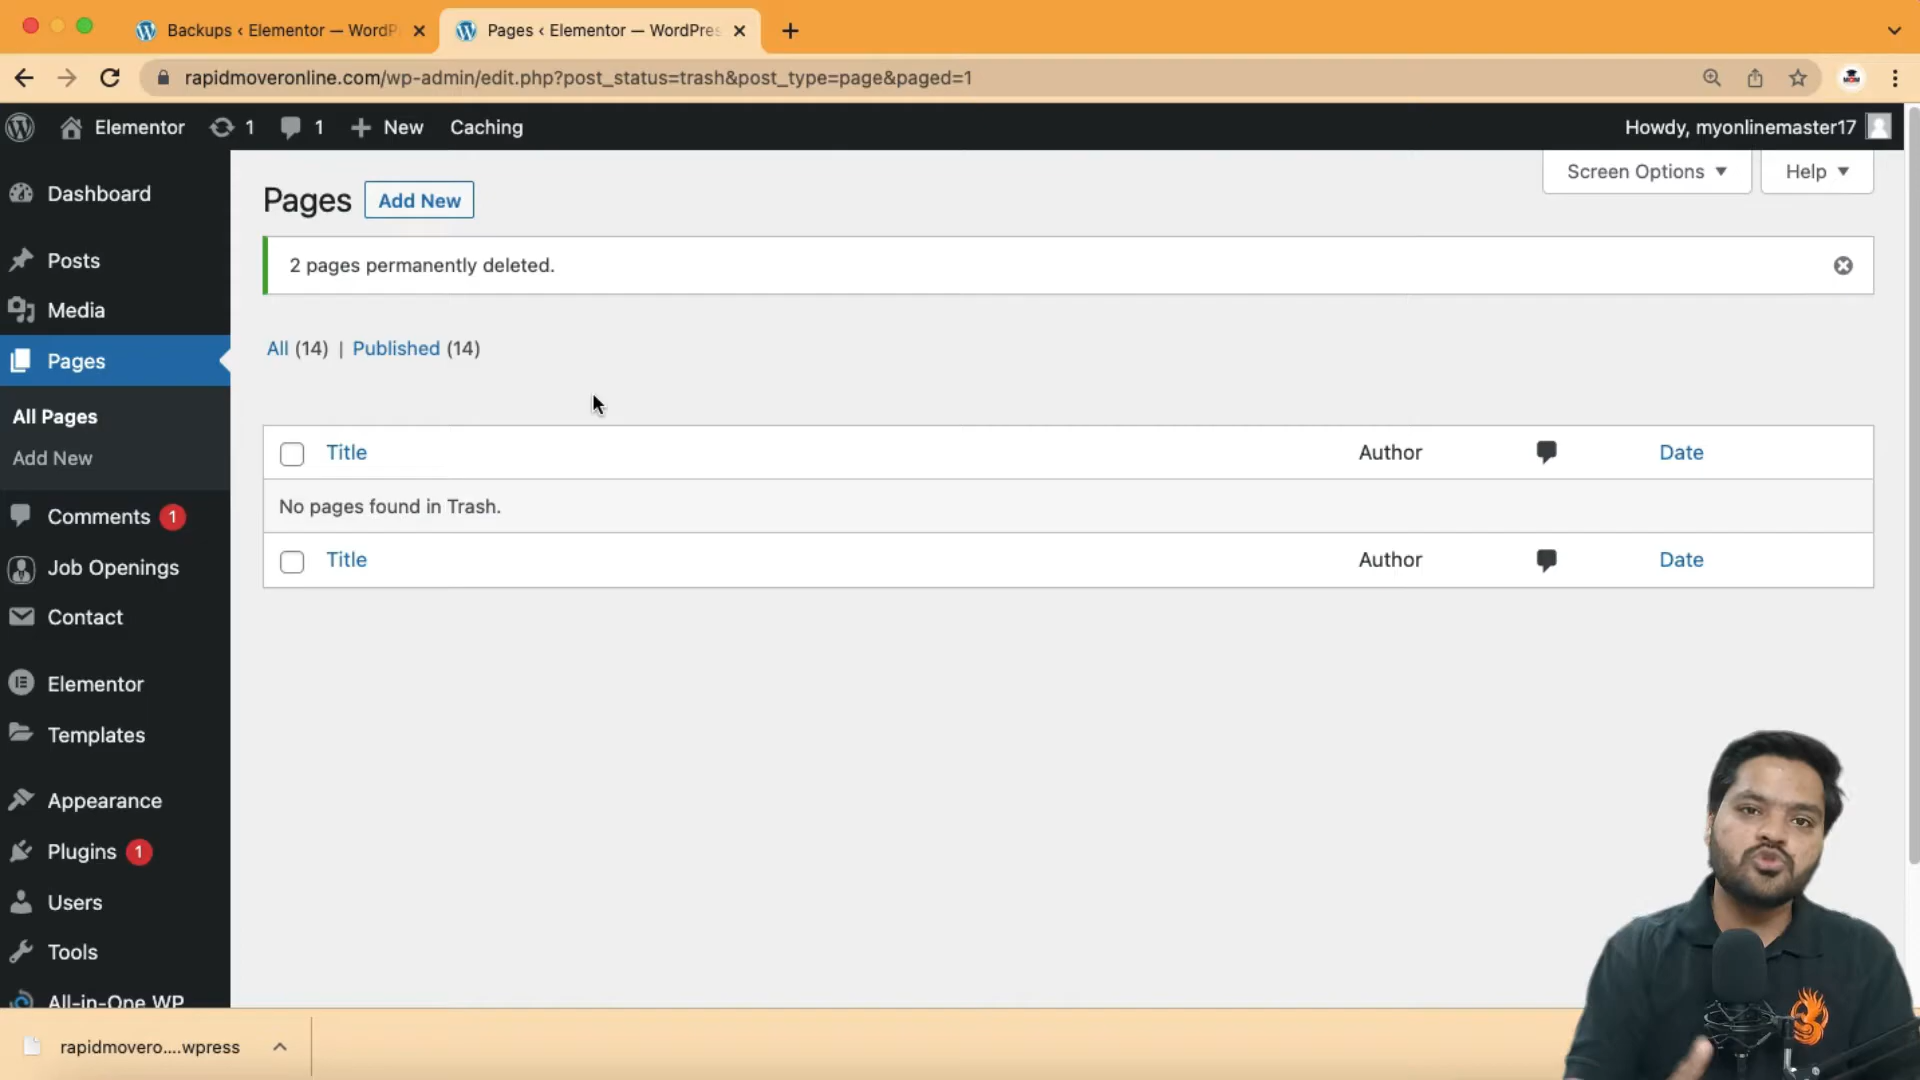 Backups ‹ Elementor — WordP
Pages ‹ Elementor — WordPres
rapidmoveronline.com/wp-admin/edit.php?post_status=trash&post_type=page&paged=1
Elementor
1
1
New
Caching
Howdy, myonlinemaster17
Screen Options ▼
Help ▼
Dashboard
Posts
Media
Pages
All Pages
Add New
Comments 1
Job Openings
Contact
Elementor
Templates
Appearance
Plugins 1
Users
Tools
All-in-One WP
Pages
Add New
2 pages permanently deleted.
All (14) | Published (14)
Title Author Date
No pages found in Trash.
Title Author Date
rapidmovero....wpress